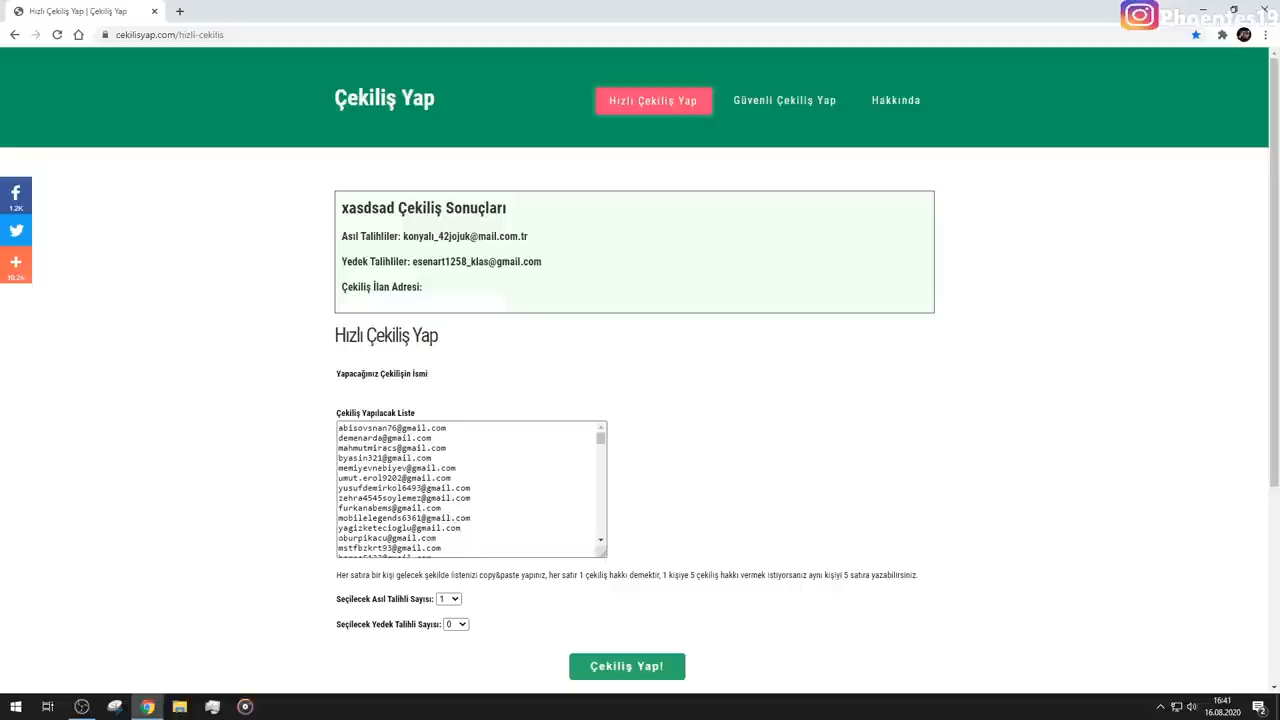 Çekiliş Yap | Çekiliş Yap
Phoentes19
cekilisyap.com/hizli-cekilis
Çekiliş Yap
Hızlı Çekiliş Yap
Güvenli Çekiliş Yap
Hakkında
1.2K
10.2K
xasdsad Çekiliş Sonuçları
Asıl Talihliler: konyalı_42jojuk@mail.com.tr
Yedek Talihliler: esenart1258_klas@gmail.com
Çekiliş İlan Adresi:
Hızlı Çekiliş Yap
Yapacağınız Çekilişin İsmi
Çekiliş Yapılacak Liste
abisovsnan76@gmail.com
demenarda@gmail.com
mahmutmiracs@gmail.com
byasin321@gmail.com
memiyevnebiyev@gmail.com
umut.erol9202@gmail.com
yusufdemirkol6493@gmail.com
zehra4545soylemez@gmail.com
furkanabems@gmail.com
mobilelegends6361@gmail.com
yagizketecioglu@gmail.com
oburpikacu@gmail.com
mstfbzkrt93@gmail.com
Her satıra bir kişi gelecek şekilde listenizi copy&paste yapınız, her satır 1 çekiliş hakkı demektir, 1 kişiye 5 çekiliş hakkı vermek istiyorsanız aynı kişiyi 5 satıra yazabilirsiniz.
Seçilecek Asıl Talihli Sayısı: 1
Seçilecek Yedek Talihli Sayısı: 0
Çekiliş Yap!
16:41
16.08.2020
2